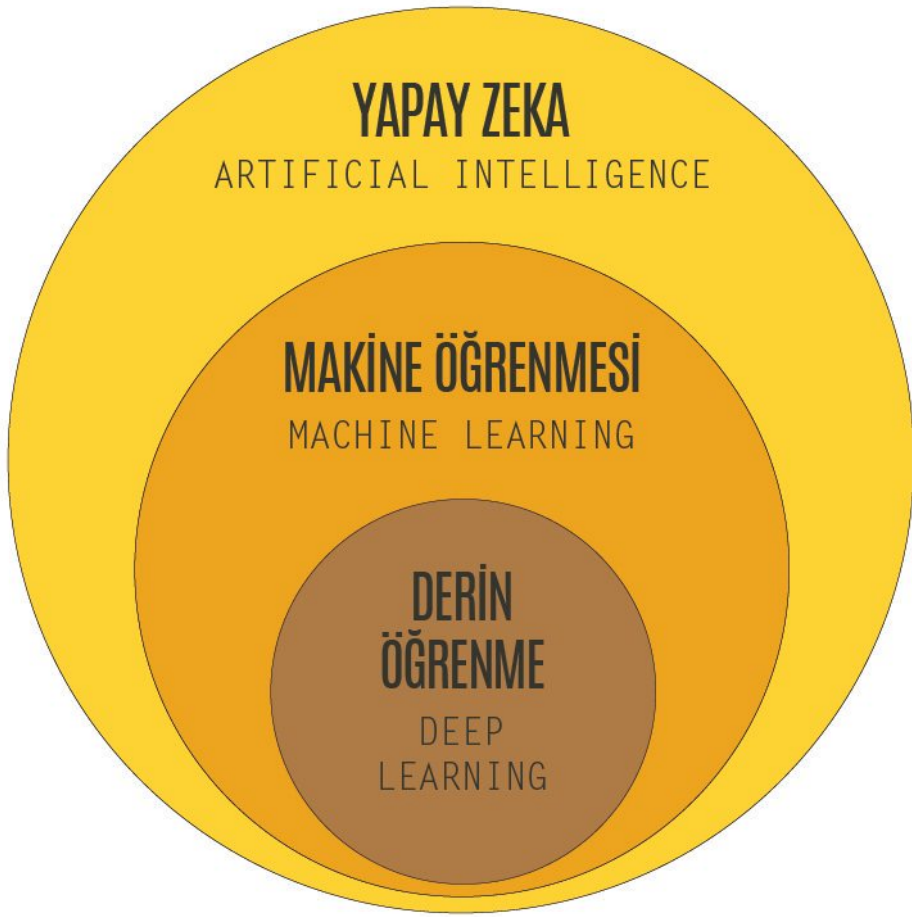 YAPAY ZEKA
ARTIFICIAL INTELLIGENCE
MAKİNE ÖĞRENMESİ
MACHINE LEARNING
DERİN
ÖĞRENME
DEEP
LEARNING